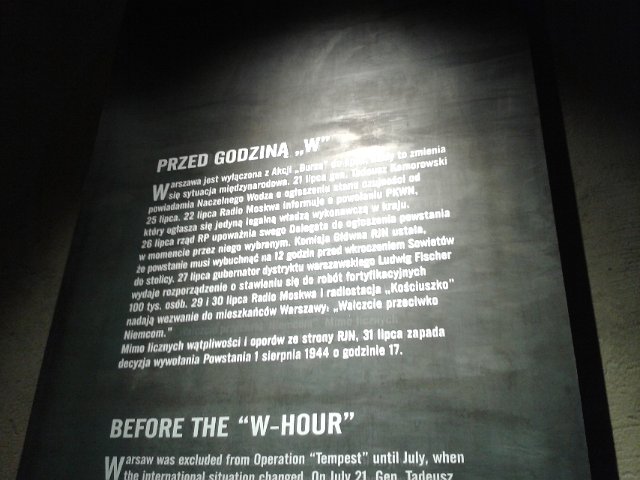 PRZED GODZINĄ „W”
Warszawa jest wyłączona z Akcji „Burza” do lipca, kiedy to zmienia
się sytuacja międzynarodowa. 21 lipca gen. Tadeusz Komorowski
powiadamia Naczelnego Wodza o ogłoszeniu stanu czujności od
25 lipca. 22 lipca Radio Moskwa informuje o powołaniu PKWN,
który ogłasza się jedyną legalną władzą wykonawczą w kraju.
26 lipca rząd RP upoważnia swego Delegata do ogłoszenia powstania
w momencie przez niego wybranym. Komisja Główna RJN ustala,
że powstanie musi wybuchnąć na 12 godzin przed wkroczeniem Sowietów
do stolicy. 27 lipca gubernator dystryktu warszawskiego Ludwig Fischer
wydaje rozporządzenie o stawieniu się do robót fortyfikacyjnych
100 tys. osób. 29 i 30 lipca Radio Moskwa i radiostacja „Kościuszko”
nadają wezwanie do mieszkańców Warszawy: „Walczcie przeciwko
Niemcom.”
Mimo licznych wątpliwości i oporów ze strony RJN, 31 lipca zapada
decyzja wywołania Powstania 1 sierpnia 1944 o godzinie 17.
BEFORE THE “W-HOUR”
Warsaw was excluded from Operation “Tempest” until July, when
the international situation changed. On July 21, Gen. Tadeusz